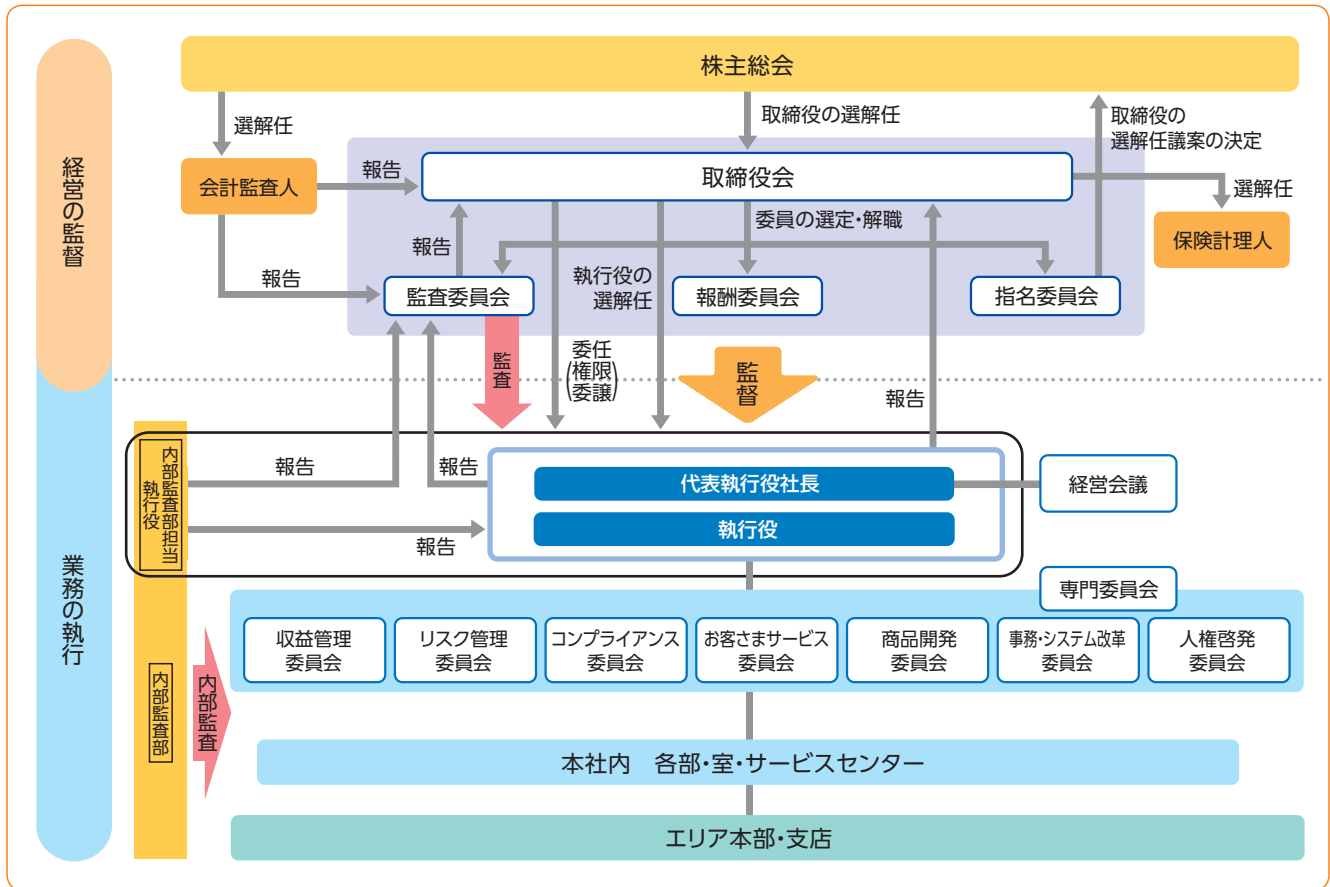 株主総会
選解任
取締役の選解任
取締役の
選解任議案の決定
経営の監督
会計監査人
報告
取締役会
選解任
保険計理人
委員の選定・解職
報告
報告
監査委員会
執行役の
選解任
報酬委員会
指名委員会
監査
委任
(権限
委譲)
監督
報告
業務の執行
内部監査部担当
執行役
報告
報告
報告
代表執行役社長
執行役
経営会議
専門委員会
収益管理
委員会
リスク管理
委員会
コンプライアンス
委員会
お客さまサービス
委員会
商品開発
委員会
事務・システム改革
委員会
人権啓発
委員会
内部監査部
内部監査
本社内　各部・室・サービスセンター
エリア本部・支店